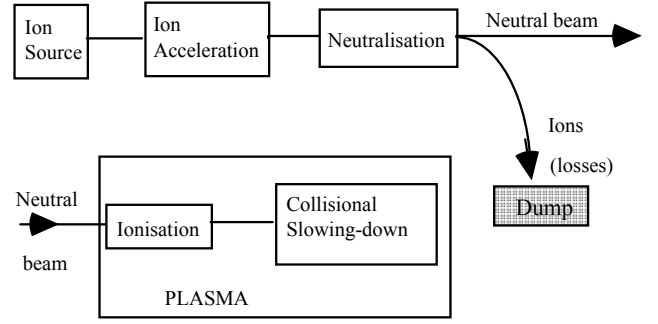 Ion
Source
Ion
Acceleration
Neutralisation
Neutral beam
Ions
(losses)
Dump
Neutral
beam
Ionisation
Collisional
Slowing-down
PLASMA